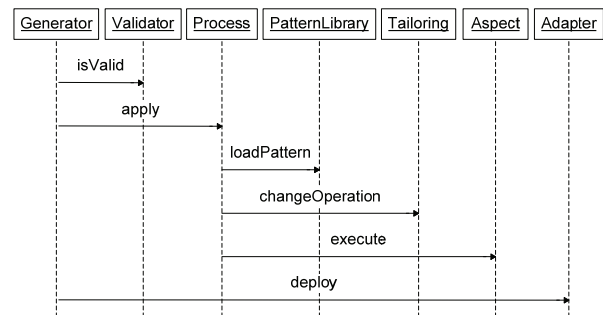 Generator Validator Process PatternLibrary Tailoring Aspect Adapter
isValid
apply
loadPattern
changeOperation
execute
deploy